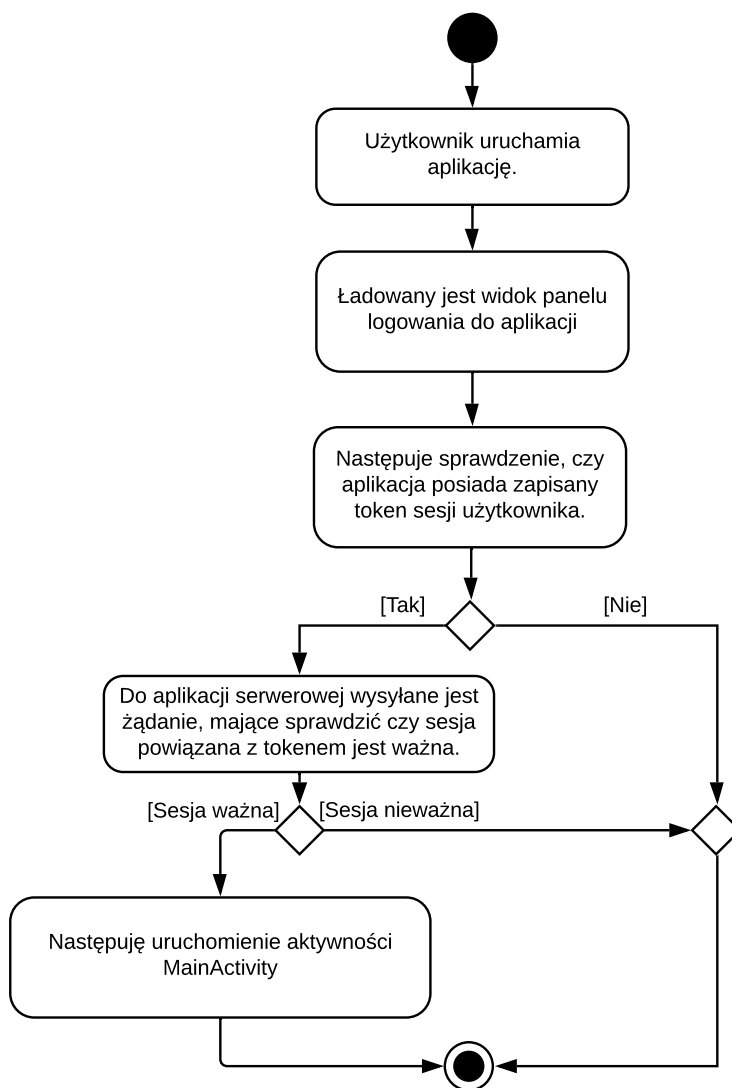 Użytkownik uruchamia
aplikację.
Ładowany jest widok panelu
logowania do aplikacji
Następuje sprawdzenie, czy
aplikacja posiada zapisany
token sesji użytkownika.
[Tak]
[Nie]
Do aplikacji serwerowej wysyłane jest
żądanie, mające sprawdzić czy sesja
powiązana z tokenem jest ważna.
[Sesja ważna]
[Sesja nieważna]
Następuję uruchomienie aktywności
MainActivity